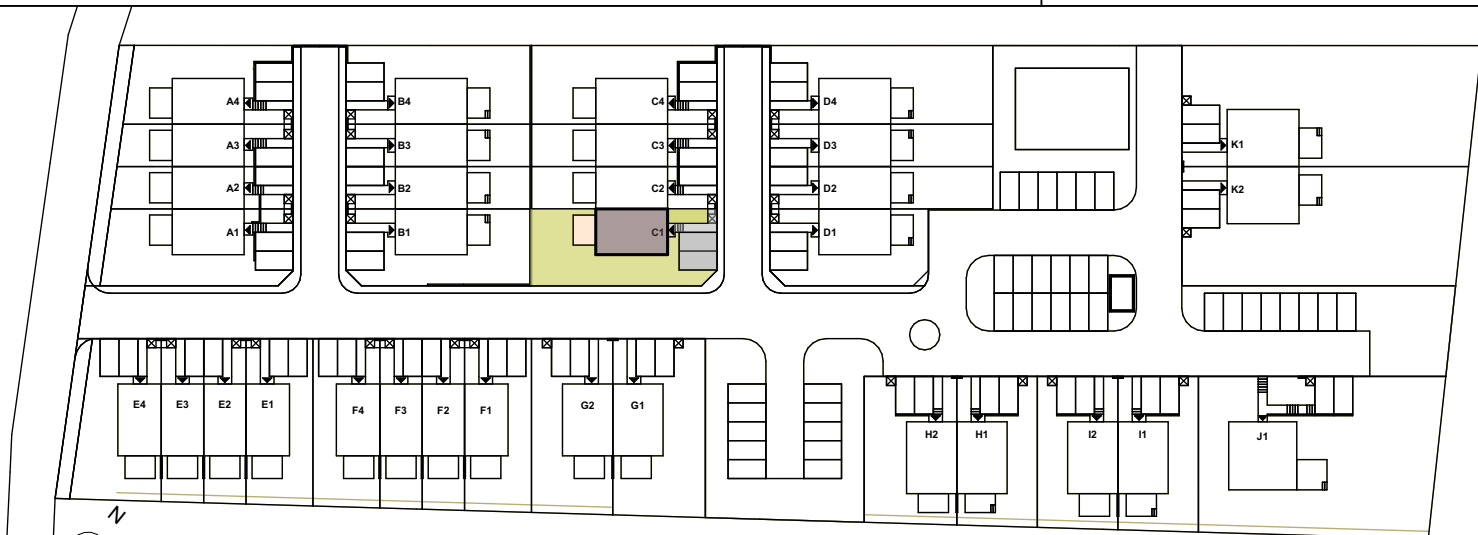 A4 B4 C4 D4
A3 B3 C3 D3 K1
A2 B2 C2 D2 K2
A1 B1 C1 D1
E4 E3 E2 E1 F4 F3 F2 F1 G2 G1
H2 H1 I2 I1 J1
N